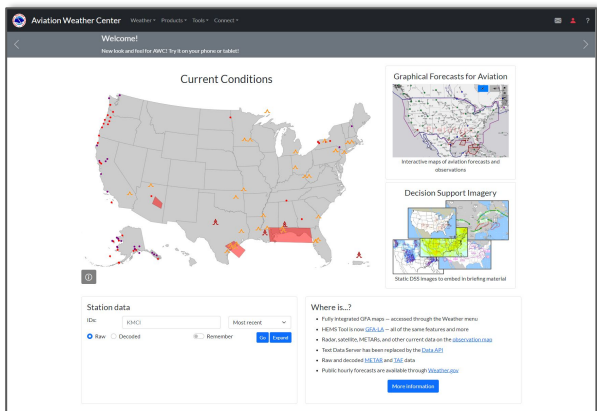 Aviation Weather Center Weather Products Tools Connect ?
Welcome!
New look and feel for AWC! Try it on your phone or tablet!
Current Conditions
Graphical Forecasts for Aviation
Interactive maps of aviation forecasts and
observations
Decision Support Imagery
Static DSS images to embed in briefing material
Station data
IDs: KMCI Most recent
Raw Decoded Remember Go Expand
Where is...?
Fully integrated GFA maps — accessed through the Weather menu
HEMS Tool is now GFA-LA — all of the same features and more
Radar, satellite, METARs, and other current data on the observation map
Text Data Server has been replaced by the Data API
Raw and decoded METAR and TAF data
Public hourly forecasts are available through Weather.gov
More information